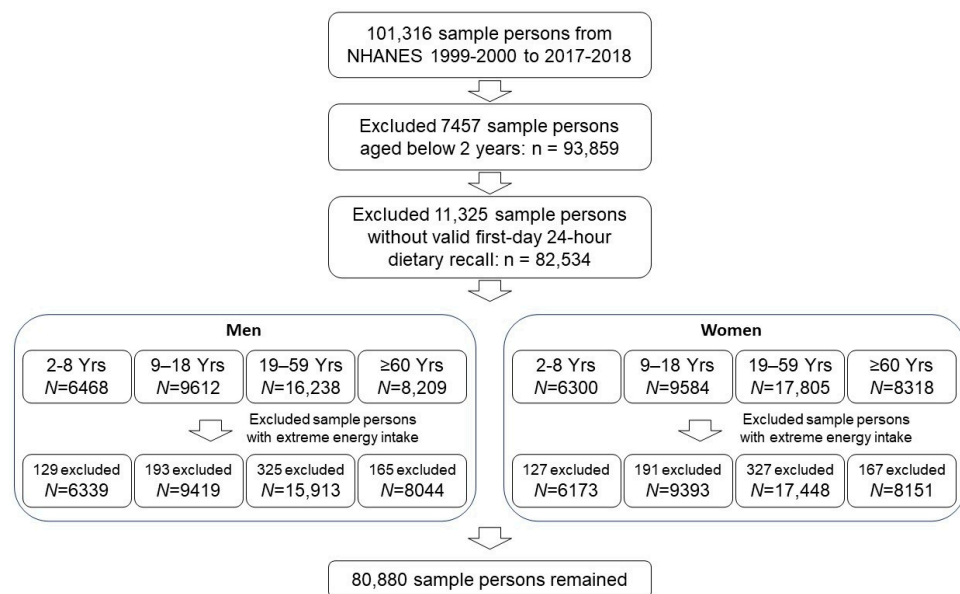 101,316 sample persons from
NHANES 1999-2000 to 2017-2018
Excluded 7457 sample persons
aged below 2 years: n = 93,859
Excluded 11,325 sample persons
without valid first-day 24-hour
dietary recall: n = 82,534
Men
2-8 Yrs
N=6468
9–18 Yrs
N=9612
19–59 Yrs
N=16,238
≥60 Yrs
N=8,209
Excluded sample persons
with extreme energy intake
129 excluded
N=6339
193 excluded
N=9419
325 excluded
N=15,913
165 excluded
N=8044
Women
2-8 Yrs
N=6300
9–18 Yrs
N=9584
19–59 Yrs
N=17,805
≥60 Yrs
N=8318
Excluded sample persons
with extreme energy intake
127 excluded
N=6173
191 excluded
N=9393
327 excluded
N=17,448
167 excluded
N=8151
80,880 sample persons remained